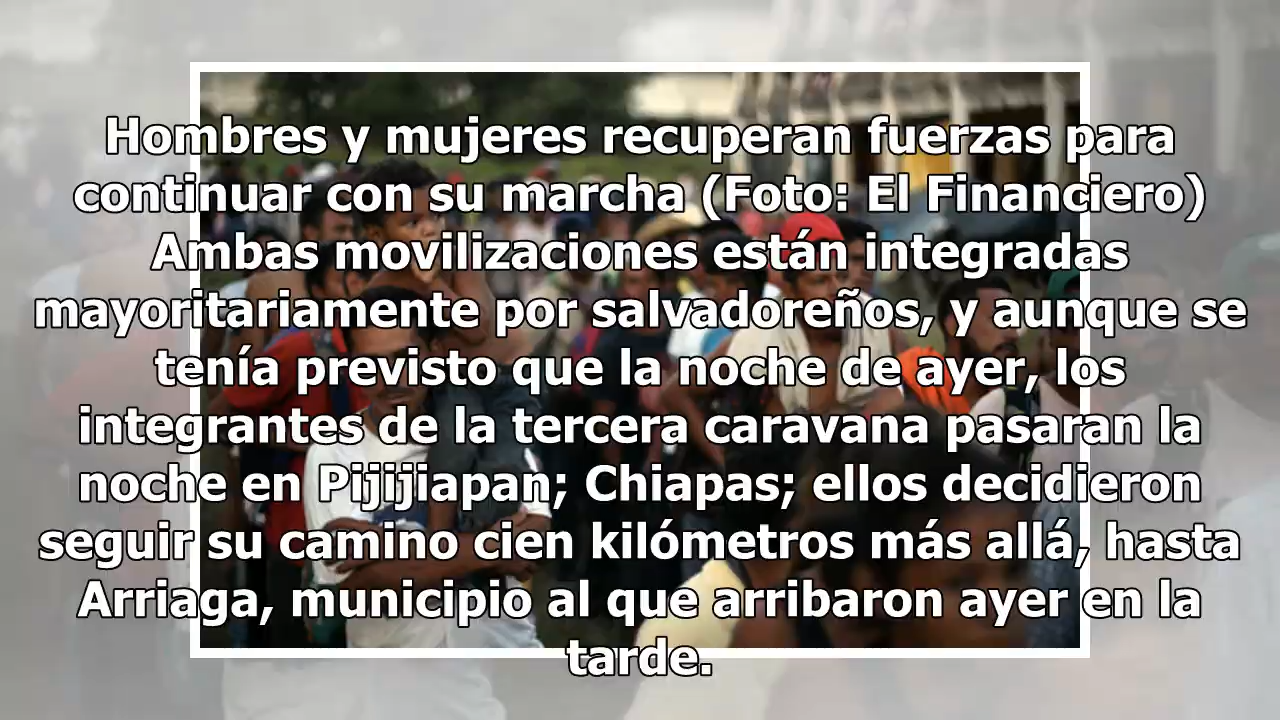 Hombres y mujeres recuperan fuerzas para
continuar con su marcha (Foto: El Financiero)
Ambas movilizaciones están integradas
mayoritariamente por salvadoreños, y aunque se
tenía previsto que la noche de ayer, los
integrantes de la tercera caravana pasaran la
noche en Pijijiapan; Chiapas; ellos decidieron
seguir su camino cien kilómetros más allá, hasta
Arriaga, municipio al que arribaron ayer en la
tarde.